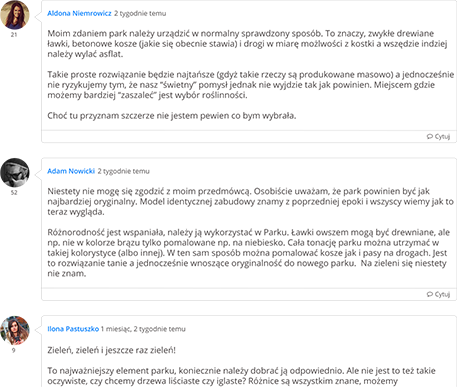 Aldona Niemrowicz 2 tygodnie temu
21
Moim zdaniem park należy urządzić w normalny sprawdzony sposób. To znaczy, zwykłe drewiane
ławki, betonowe kosze (jakie się obecnie stawia) i drogi w miarę możlwości z kostki a wszędzie indziej
należy wylać asflat.
Takie proste rozwiązanie będzie najtańsze (gdyż takie rzeczy są produkowane masowo) a jednocześnie
nie ryzykujemy tym, że nasz "świetny" pomysł jednak nie wyjdzie tak jak powinien. Miejscem gdzie
możemy bardziej "zaszaleć" jest wybór roślinności.
Choć tu przyznam szczerze nie jestem pewien co bym wybrała.
Cytuj
Adam Nowicki 2 tygodnie temu
52
Niestety nie mogę się zgodzić z moim przedmówcą. Osobiście uważam, że park powinien być jak
najbardziej oryginalny. Model identycznej zabudowy znamy z poprzedniej epoki i wszyscy wiemy jak to
teraz wygląda.
Różnorodność jest wspaniała, należy ją wykorzystać w Parku. Ławki owszem mogą być drewniane, ale
np. nie w kolorze brązu tylko pomalowane np. na niebiesko. Cała tonację parku można utrzymać w
takiej kolorystyce (albo innej). W ten sam sposób można pomalować kosze jak i pasy na drogach. Jest
to rozwiązanie tanie a jednocześnie wnoszące oryginalność do nowego parku. Na zieleni się niestety
nie znam.
Cytuj
Ilona Pastuszko 1 miesiąc, 2 tygodnie temu
9
Zieleń, zieleń i jeszcze raz zieleń!
To najważniejszy element parku, koniecznie należy dobrać ją odpowiednio. Ale nie jest to też takie
oczywiste, czy chcemy drzewa liściaste czy iglaste? Różnice są wszystkim znane, możemy